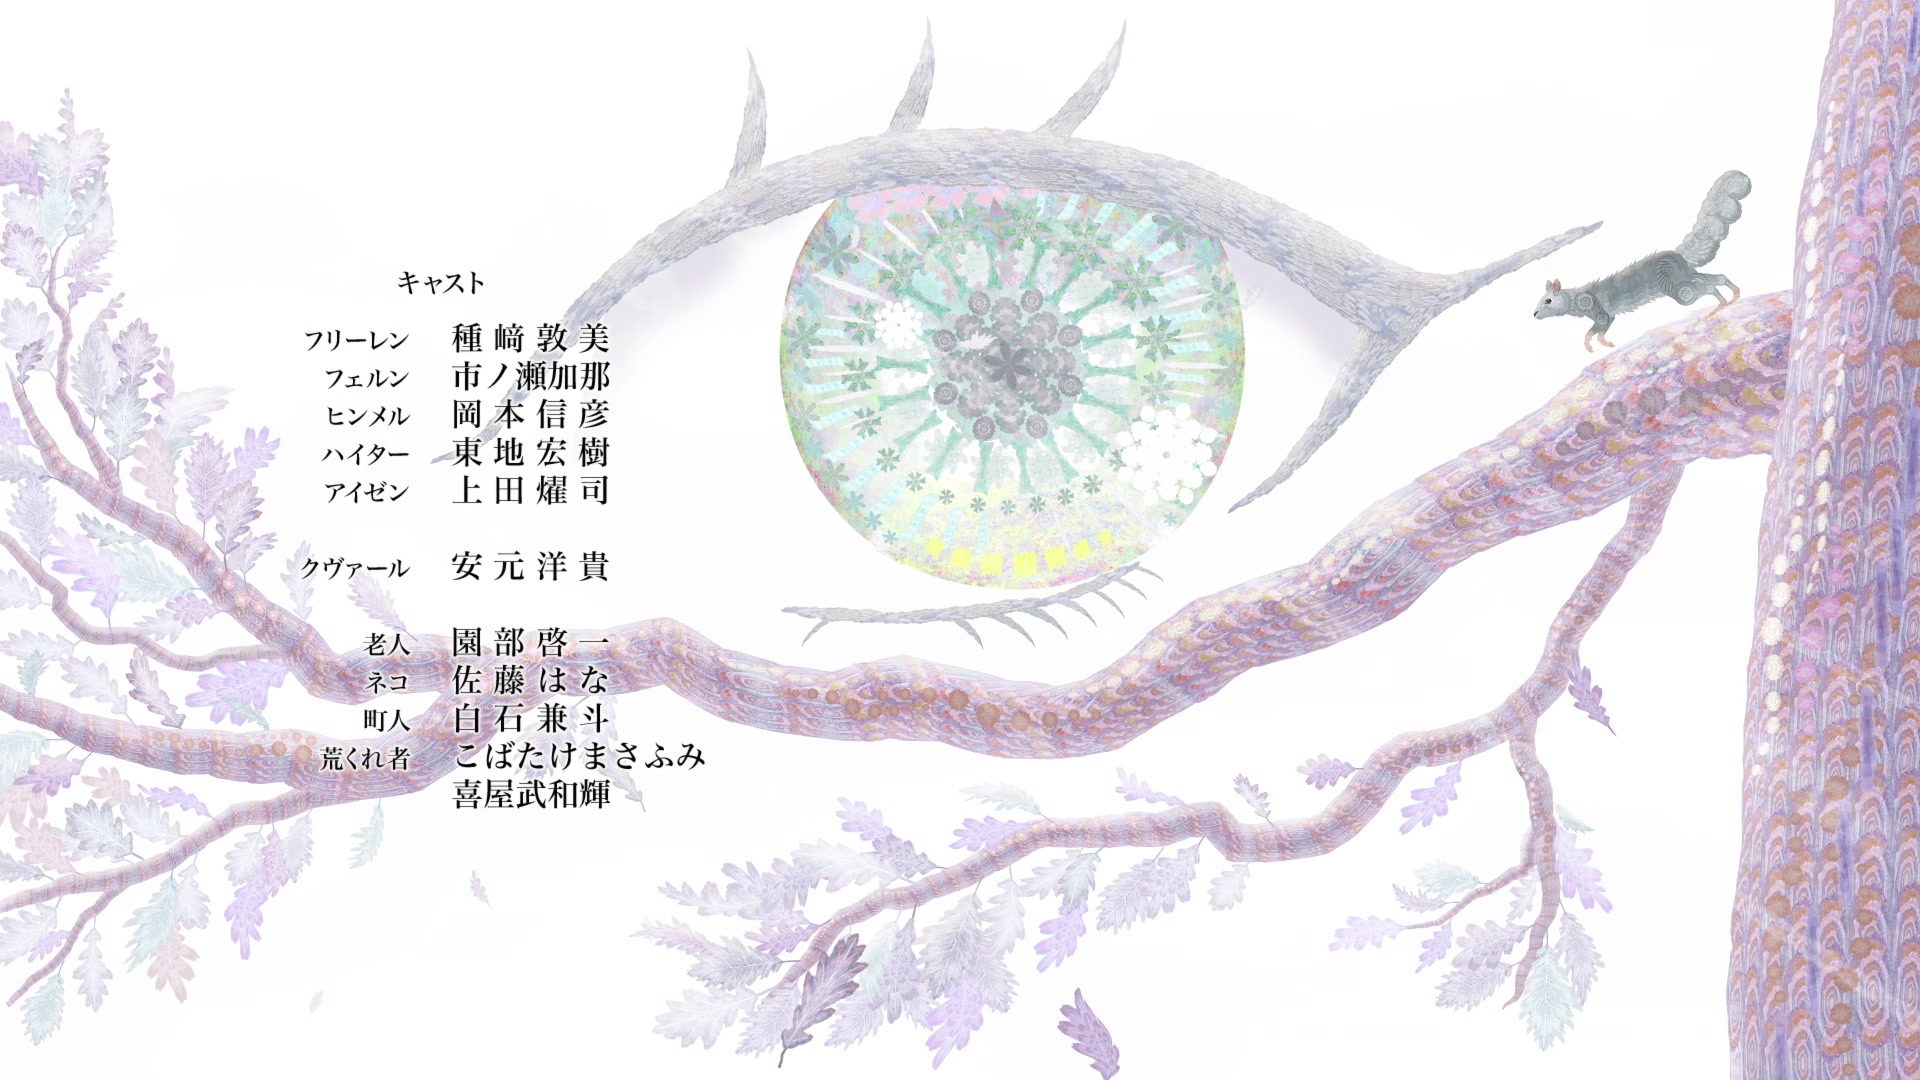 キャスト
フリーレン 種﨑敦美
フェルン 市ノ瀬加那
ヒンメル 岡本信彦
ハイター 東地宏樹
アイゼン 上田燿司
クヴァール 安元洋貴
老人 園部啓一
ネコ 佐藤はな
町人 白石兼斗
荒くれ者 こばたけまさふみ
喜屋武和輝